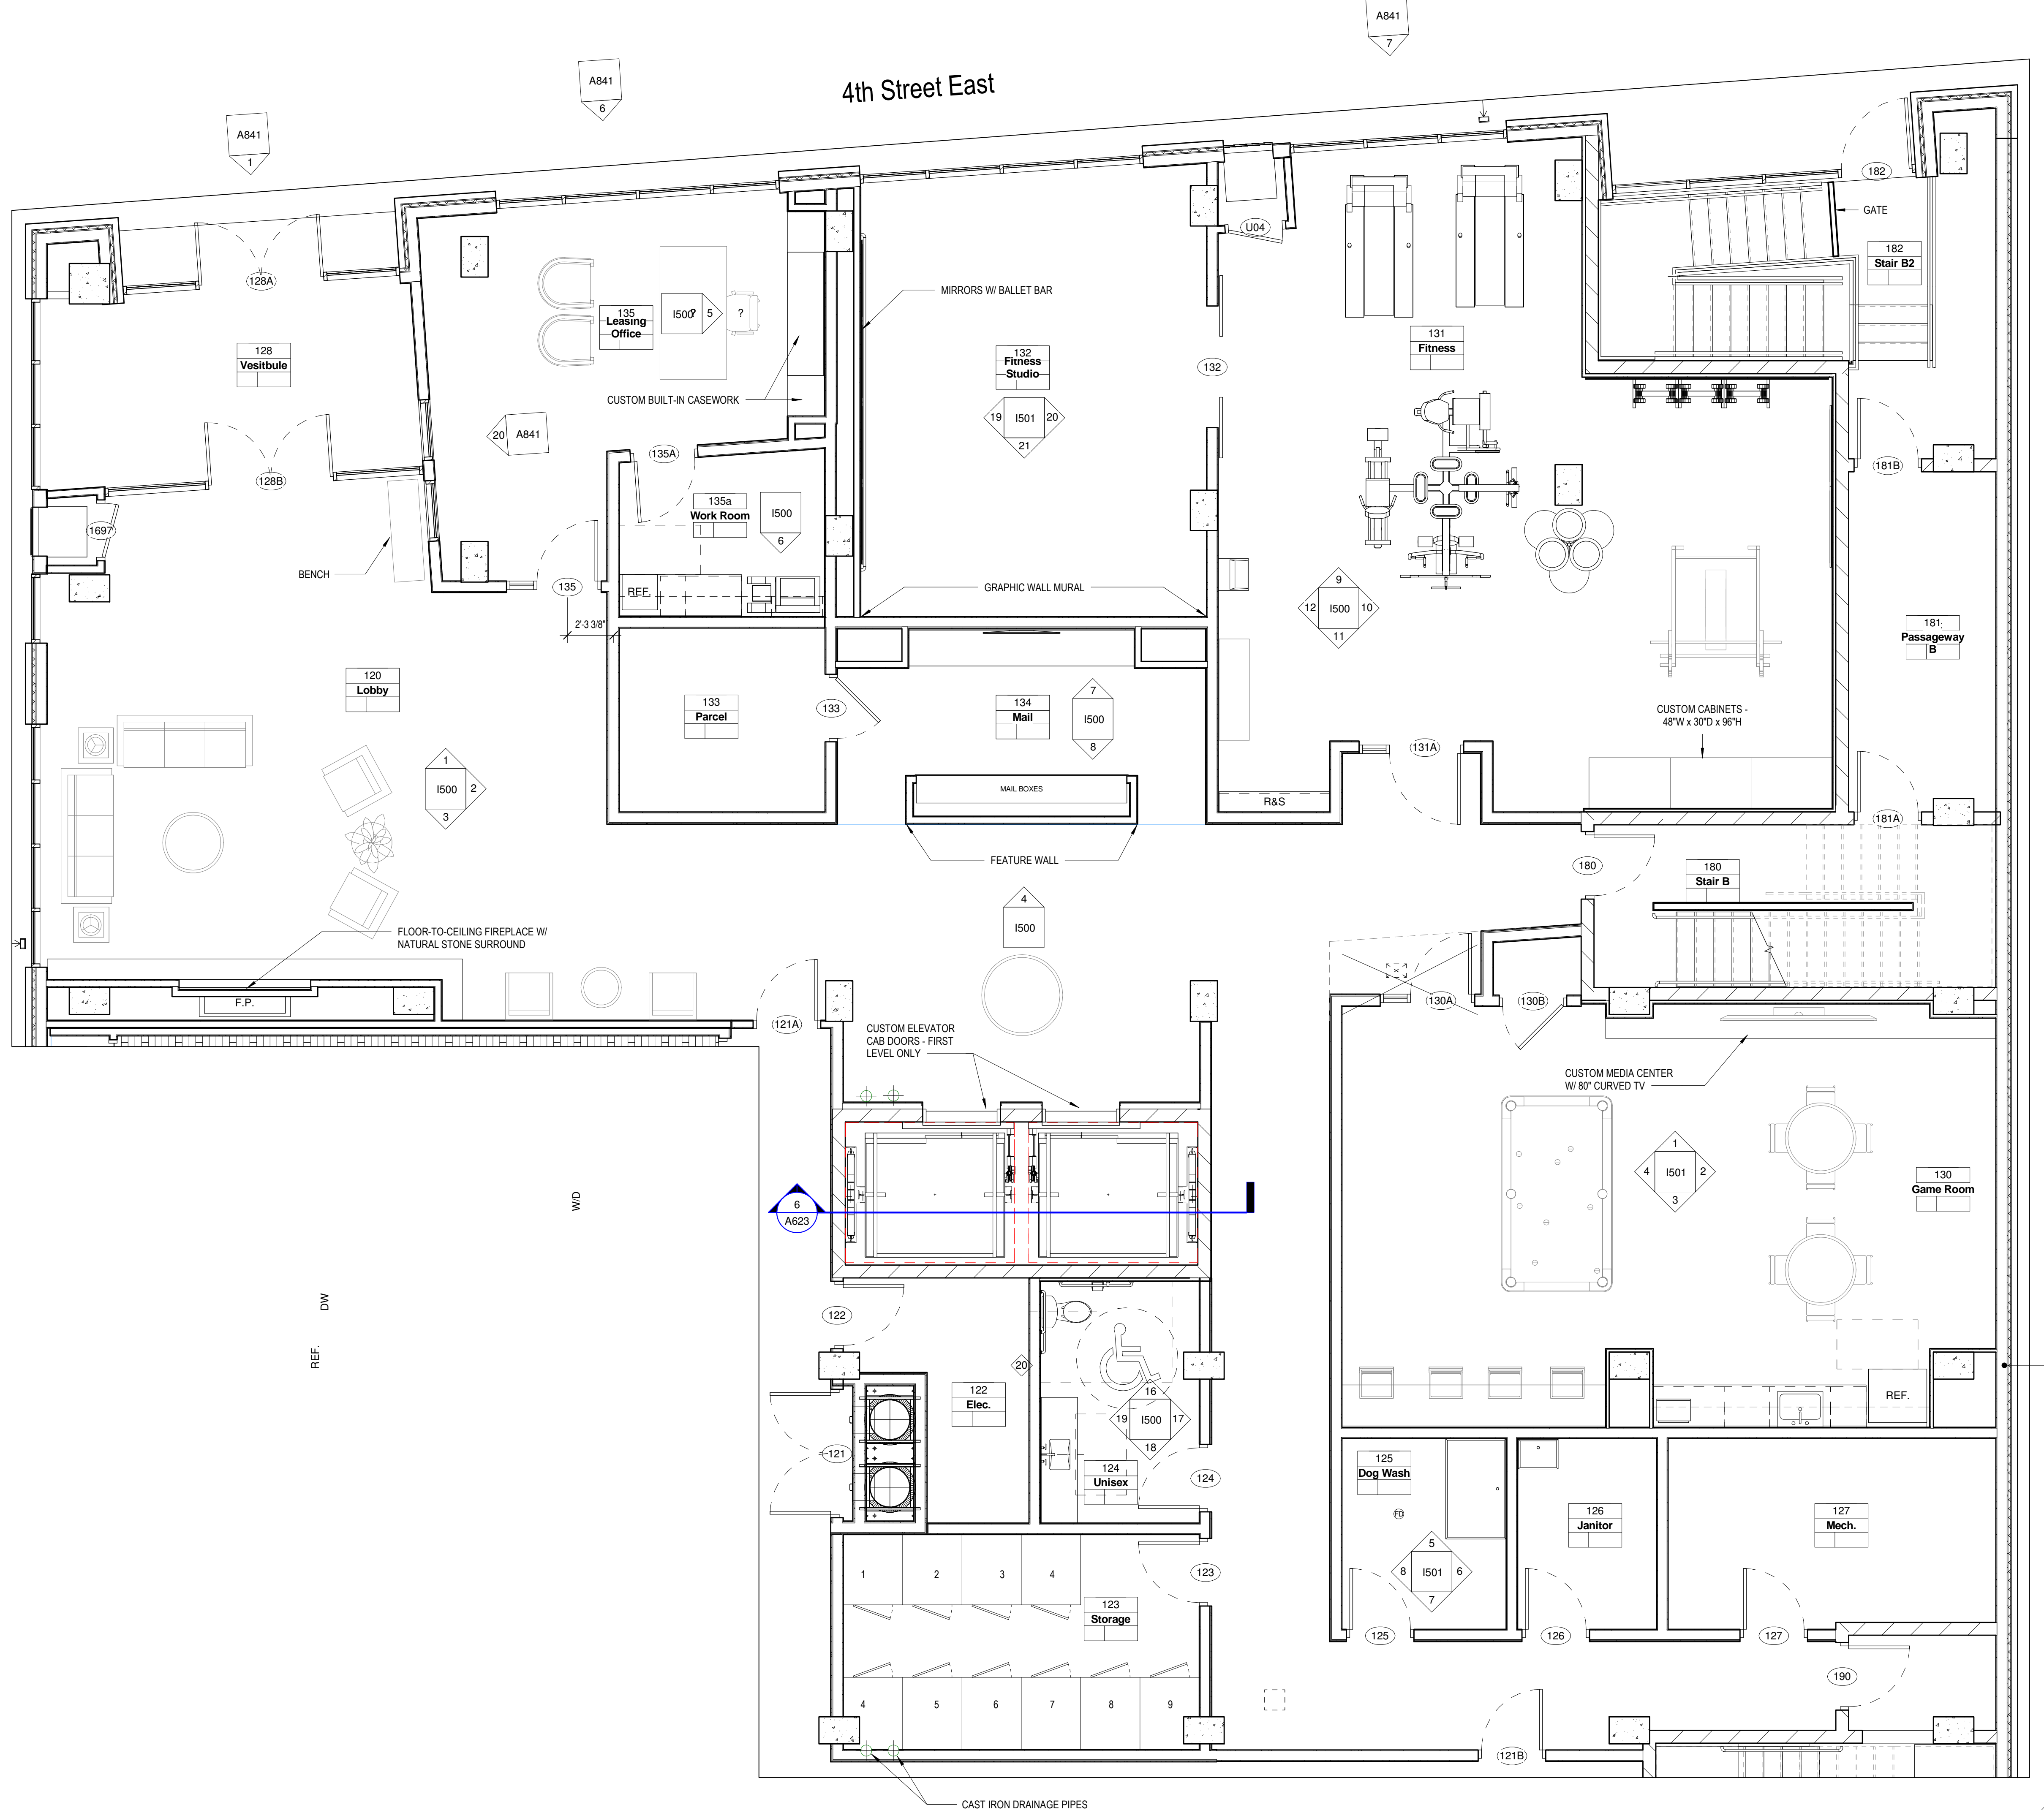 A841
7
A841
6
4th Street East
A841
1
182
GATE
182
Stair B2
U04
128A
MIRRORS W/ BALLET BAR
135
Leasing
Office
I500
?
5
?
131
Fitness
128
Vesitbule
132
Fitness
Studio
132
CUSTOM BUILT-IN CASEWORK
19
I501
20
21
20
A841
135A
181B
128B
135a
Work Room
I500
6
1697
BENCH
135
REF.
GRAPHIC WALL MURAL
9
12
I500
10
11
2'-3 3/8"
181
Passageway
B
120
Lobby
133
Parcel
133
134
Mail
7
I500
8
CUSTOM CABINETS -
48"W x 30"D x 96"H
131A
1
I500
2
3
MAIL BOXES
R&S
181A
FEATURE WALL
180
180
Stair B
4
I500
FLOOR-TO-CEILING FIREPLACE W/
NATURAL STONE SURROUND
F.P.
130A
130B
121A
CUSTOM ELEVATOR
CAB DOORS - FIRST
LEVEL ONLY
CUSTOM MEDIA CENTER
W/ 80" CURVED TV
1
4
I501
2
3
130
Game Room
W/D
6
A623
DW
REF.
122
20
122
Elec.
16
19
I500
17
18
REF.
121
124
Unisex
124
125
Dog Wash
FD
126
Janitor
127
Mech.
5
8
I501
6
7
1
2
3
4
123
123
Storage
125
126
127
190
4
5
6
7
8
9
121B
CAST IRON DRAINAGE PIPES